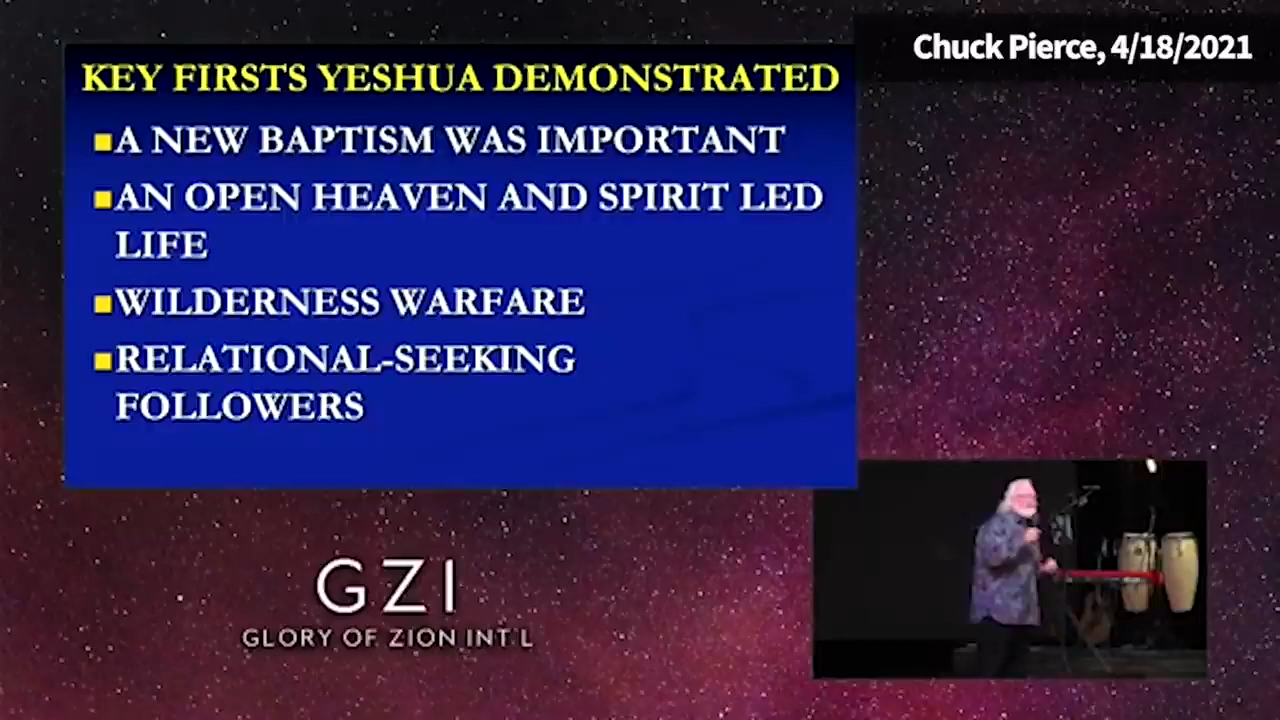 Chuck Pierce, 4/18/2021
KEY FIRSTS YESHUA DEMONSTRATED
A NEW BAPTISM WAS IMPORTANT
AN OPEN HEAVEN AND SPIRIT LED
LIFE
WILDERNESS WARFARE
RELATIONAL-SEEKING
FOLLOWERS
GZI
GLORY OF ZION INT'L